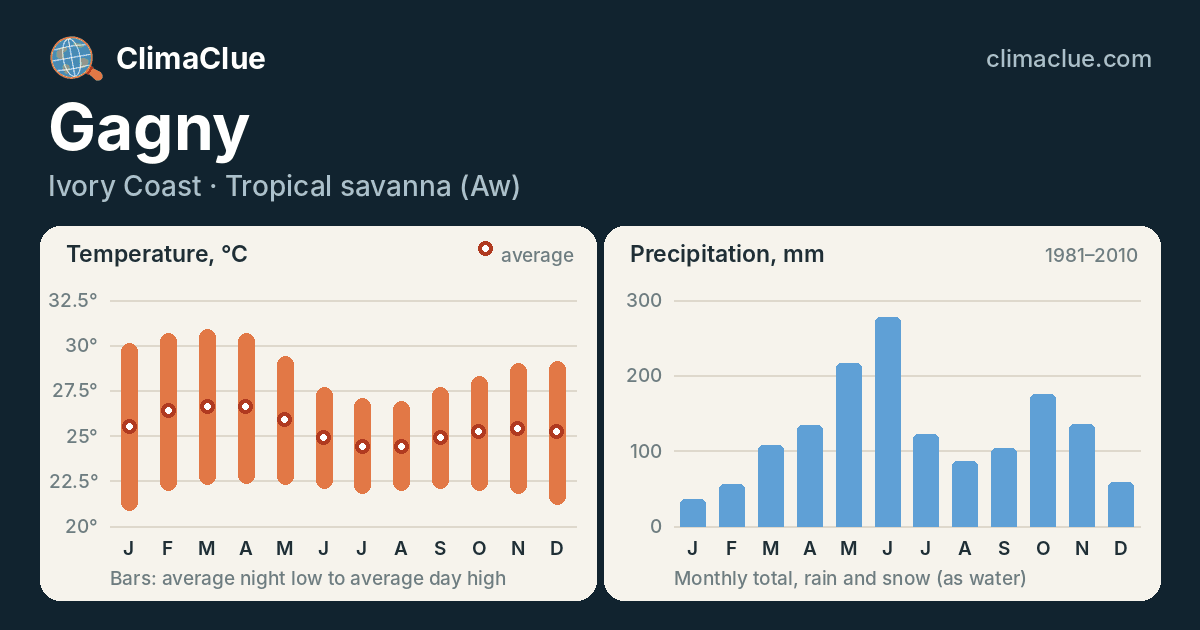 ClimaClue
climaclue.com
Gagny
Ivory Coast · Tropical savanna (Aw)
Temperature, °C
average
32.5°
30°
27.5°
25°
22.5°
20°
J F M A M J J A S O N D
Bars: average night low to average day high
Precipitation, mm
1981–2010
300
200
100
0
J F M A M J J A S O N D
Monthly total, rain and snow (as water)